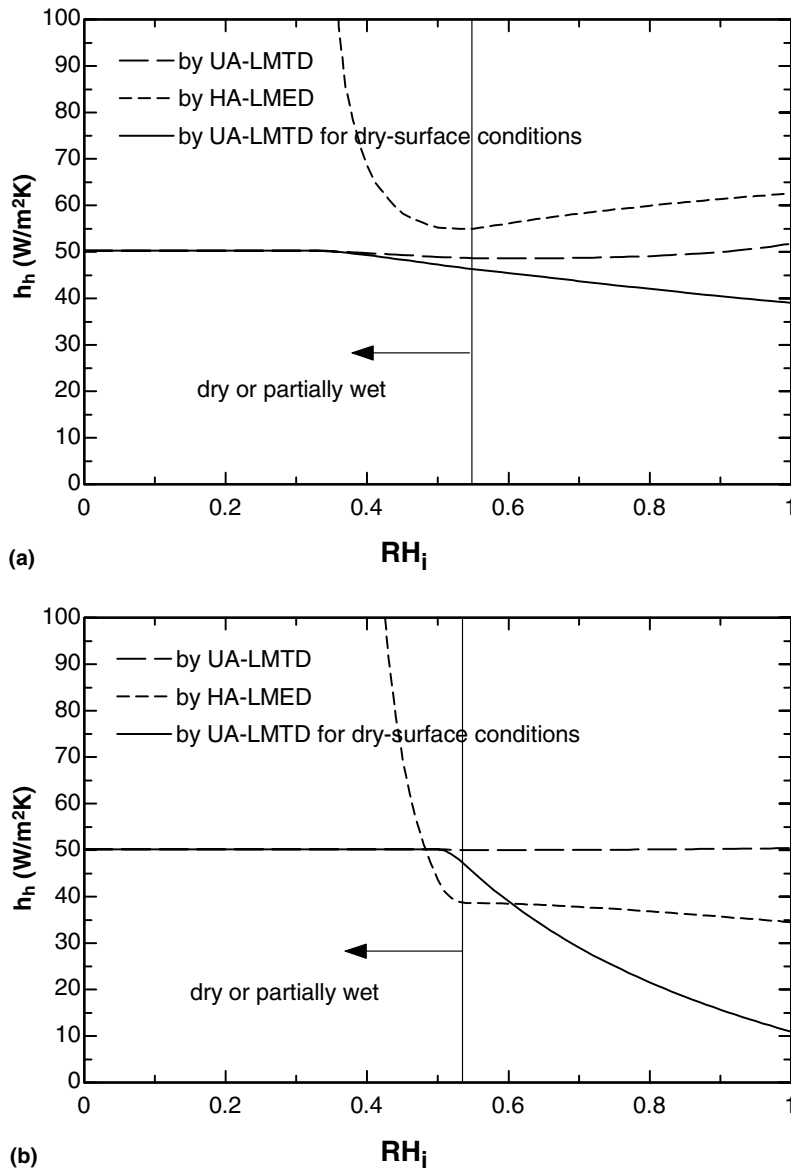 100
90
80
70
60
50
40
30
20
10
0
h_h (W/m²K)
by UA-LMTD
by HA-LMED
by UA-LMTD for dry-surface conditions
dry or partially wet
0 0.2 0.4 0.6 0.8 1
(a)
RH_i
100
90
80
70
60
50
40
30
20
10
0
h_h (W/m²K)
by UA-LMTD
by HA-LMED
by UA-LMTD for dry-surface conditions
dry or partially wet
0 0.2 0.4 0.6 0.8 1
(b)
RH_i